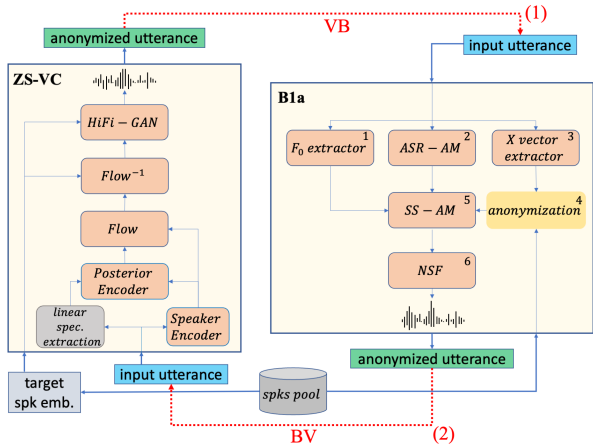 VB
(1)
anonymized utterance
input utterance
ZS-VC
HiFi-GAN
Flow⁻¹
Flow
Posterior
Encoder
linear
spec.
extraction
Speaker
Encoder
B1a
F₀ extractor
1
ASR-AM
2
X vector
extractor
3
SS-AM
5
anonymization
4
NSF
6
anonymized utterance
input utterance
target
spk emb.
spks pool
BV
(2)